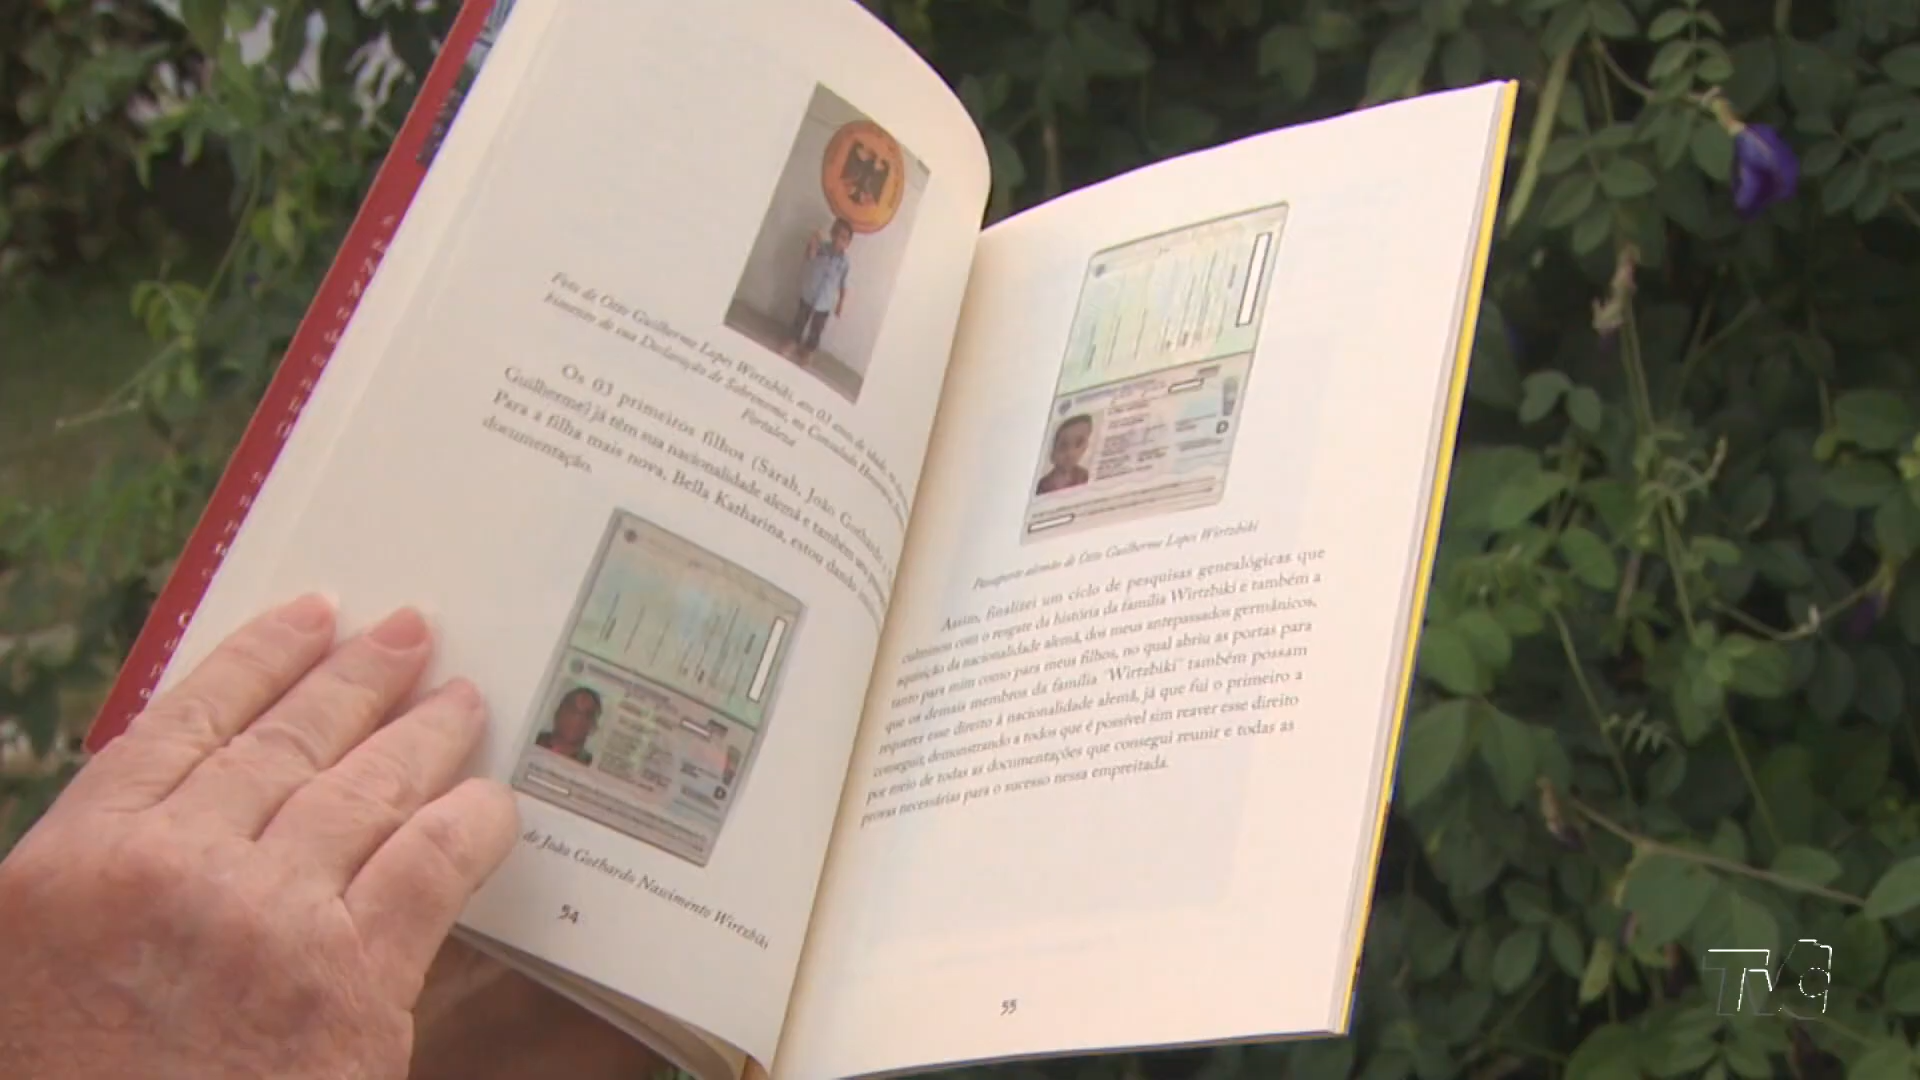 Foto de Otto Guilherme Lopes Wirtzbiki, em 03 anos de idade, no
momento de sua Declaração de Sobrenome, no Consulado Honorário
Fortaleza
Os 03 primeiros filhos (Sarah, João Gothardo e
Guilherme) já têm sua nacionalidade alemã e também seu
Para a filha mais nova, Bella Katharina, estou dando
documentação.
de João Gothardo Nascimento Wirtzbiki
54
D
D
Passaporte alemão de Otto Guilherme Lopes Wirtzbiki
Assim, finalizei um ciclo de pesquisas genealógicas que
culminou com o resgate da história da família Wirtzbiki e também a
aquisição da nacionalidade alemã, dos meus antepassados germânicos,
tanto para mim como para meus filhos, no qual abriu as portas para
que os demais membros da família "Wirtzbiki" também possam
requerer esse direito à nacionalidade alemã, já que fui o primeiro a
conseguir, demonstrando a todos que é possível sim reaver esse direito
por meio de todas as documentações que consegui reunir e todas as
provas necessárias para o sucesso nessa empreitada.
55
TVC